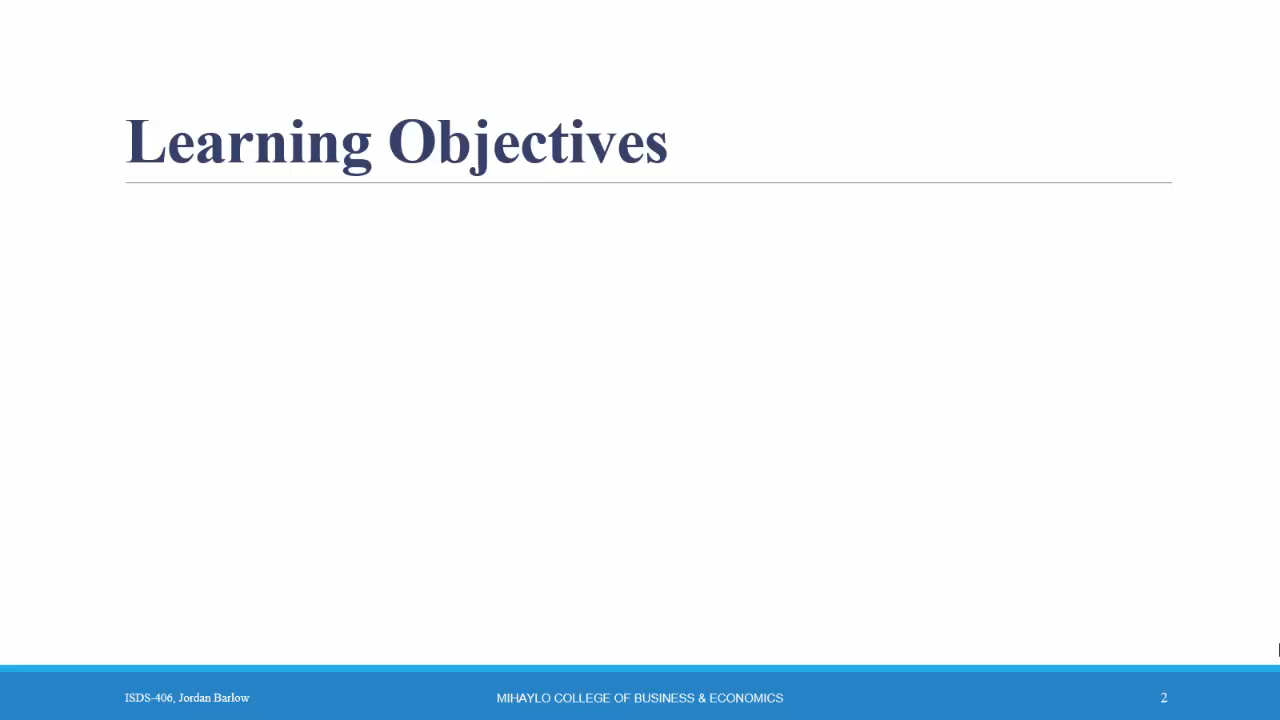 Learning Objectives
ISDS-406, Jordan Barlow
MIHAYLO COLLEGE OF BUSINESS & ECONOMICS
2